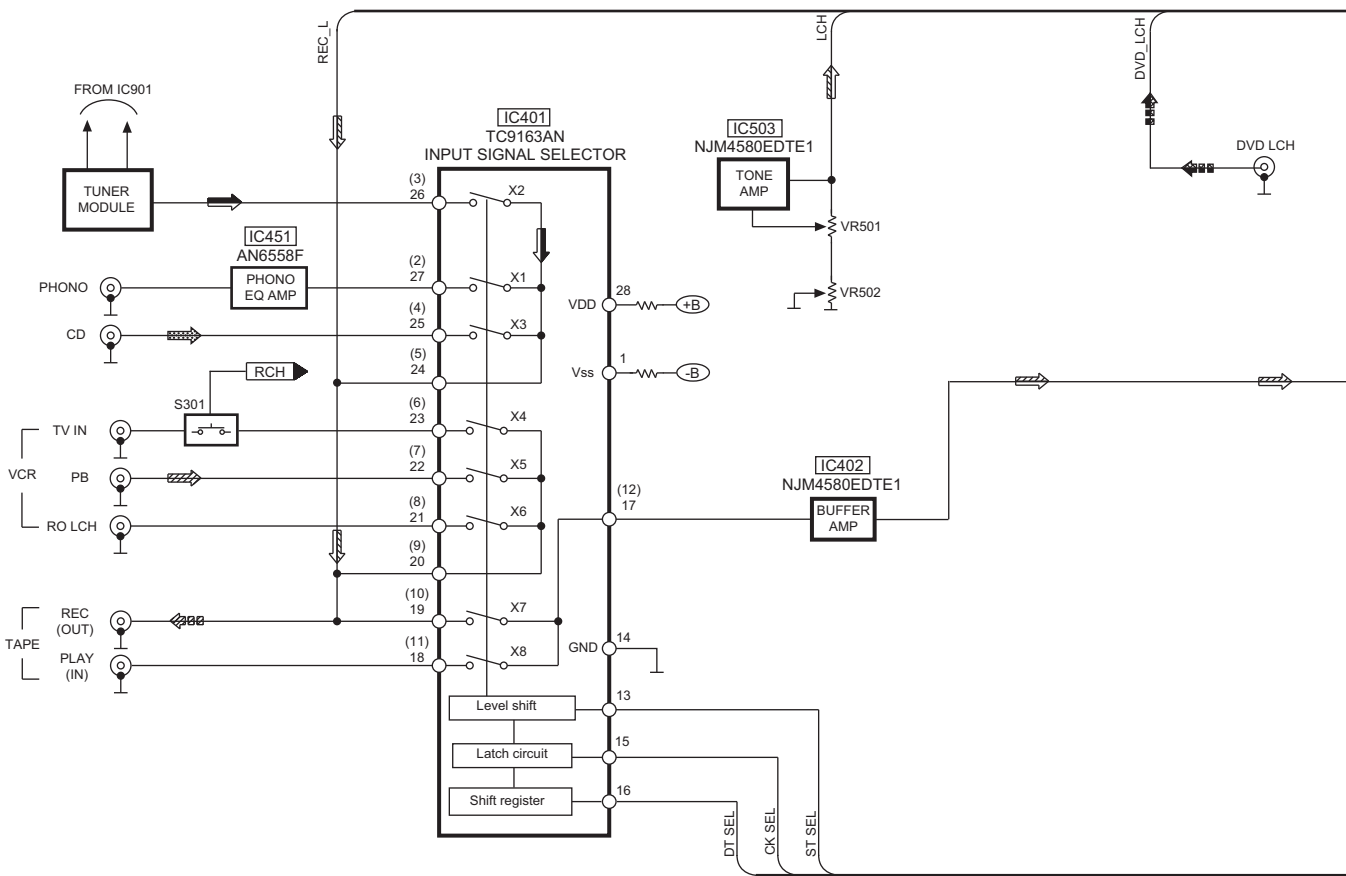 REC_L
LCH
DVD_LCH
FROM IC901
TUNER
MODULE
IC401
TC9163AN
INPUT SIGNAL SELECTOR
IC503
NJM4580EDTE1
TONE
AMP
VR501
VR502
DVD LCH
(3)
26
X2
IC451
AN6558F
PHONO
PHONO
EQ AMP
(2)
27
X1
CD
(4)
25
X3
(5)
24
VDD
28
+B
Vss
1
-B
RCH
S301
VCR
TV IN
(6)
23
X4
PB
(7)
22
X5
RO LCH
(8)
21
X6
(9)
20
(12)
17
IC402
NJM4580EDTE1
BUFFER
AMP
TAPE
REC
(OUT)
(10)
19
X7
PLAY
(IN)
(11)
18
X8
GND
14
Level shift
13
Latch circuit
15
Shift register
16
DT SEL
CK SEL
ST SEL